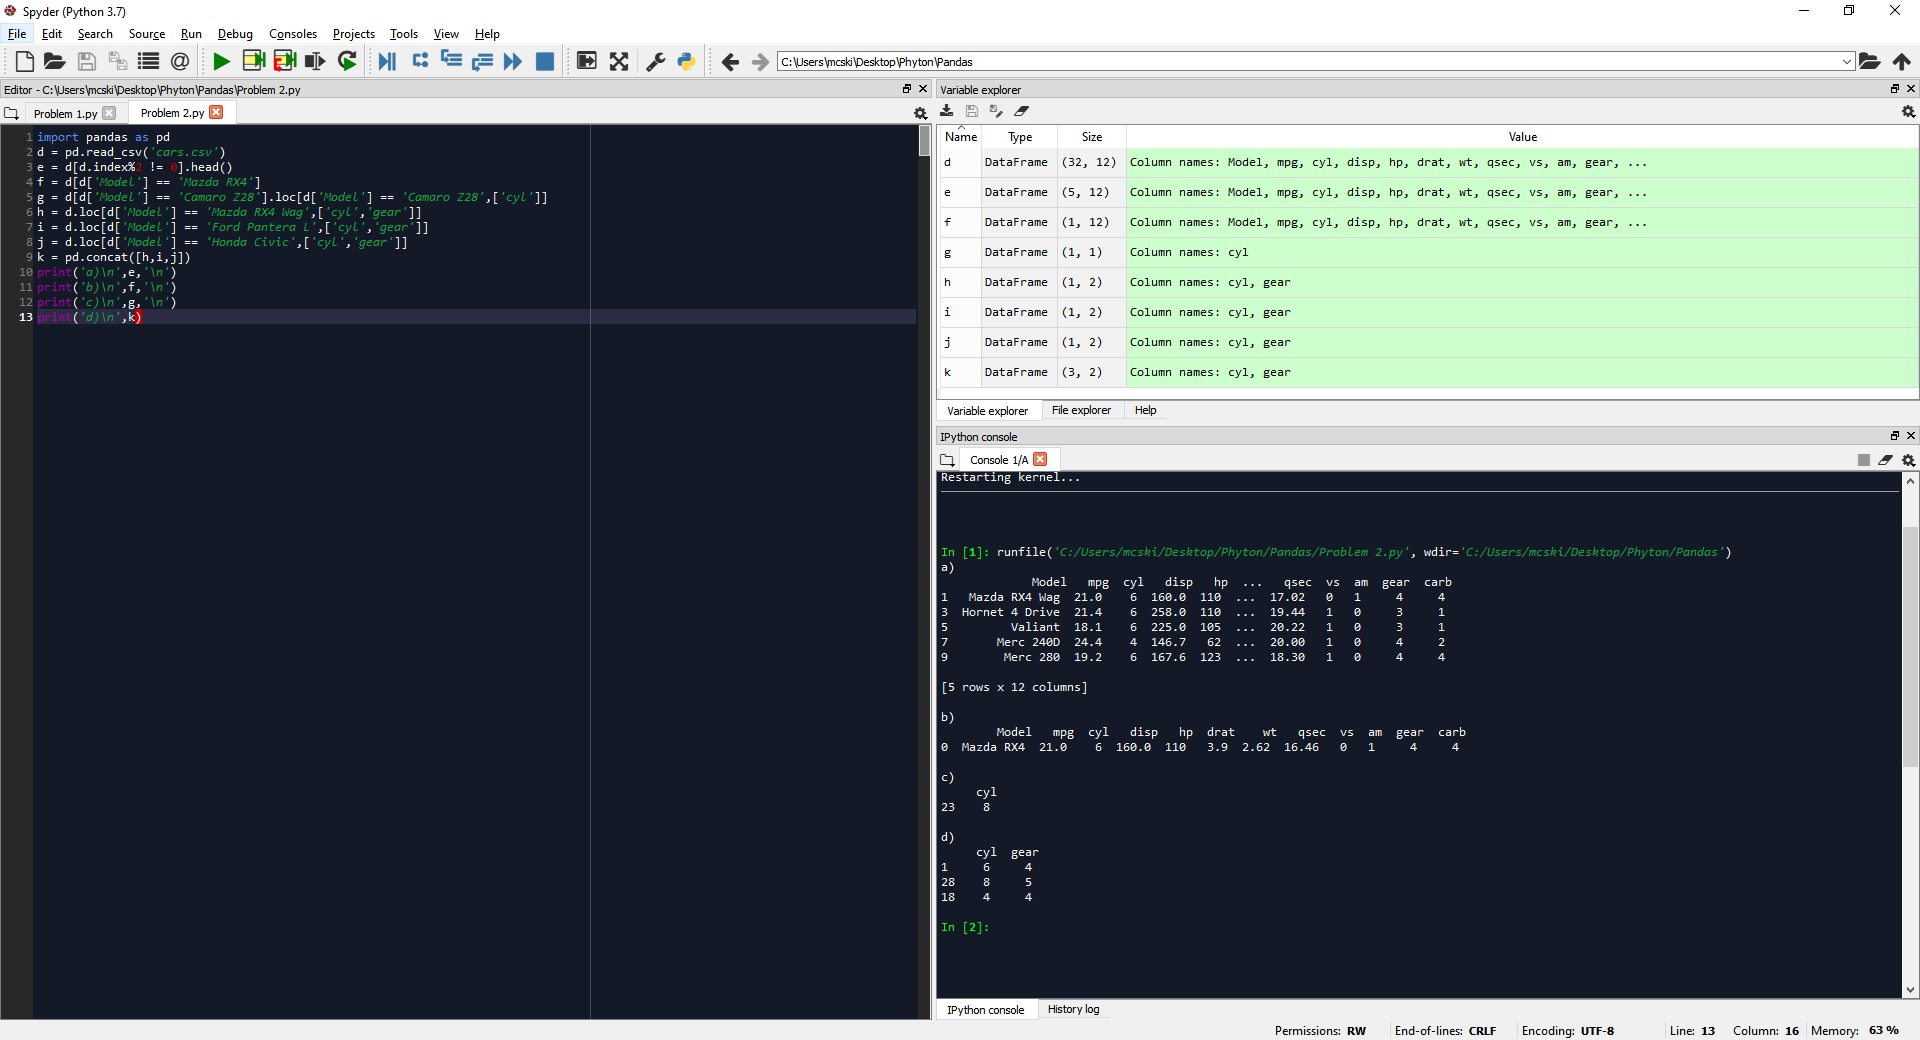 Spyder (Python 3.7)
File Edit Search Source Run Debug Consoles Projects Tools View Help
C:\Users\mcski\Desktop\Phyton\Pandas
Editor - C:\Users\mcski\Desktop\Phyton\Pandas\Problem 2.py
Problem 1.py Problem 2.py
1 import pandas as pd
2 d = pd.read_csv('cars.csv')
3 e = d[d.index%2 != 0].head()
4 f = d[d['Model'] == 'Mazda RX4']
5 g = d[d['Model'] == 'Camaro Z28'].loc[d['Model'] == 'Camaro Z28',['cyl']]
6 h = d.loc[d['Model'] == 'Mazda RX4 Wag',['cyl','gear']]
7 i = d.loc[d['Model'] == 'Ford Pantera L',['cyl','gear']]
8 j = d.loc[d['Model'] == 'Honda Civic',['cyl','gear']]
9 k = pd.concat([h,i,j])
10 print('a)\n',e,'\n')
11 print('b)\n',f,'\n')
12 print('c)\n',g,'\n')
13 print('d)\n',k)
Variable explorer
Name Type Size Value
d DataFrame (32, 12) Column names: Model, mpg, cyl, disp, hp, drat, wt, qsec, vs, am, gear, ...
e DataFrame (5, 12) Column names: Model, mpg, cyl, disp, hp, drat, wt, qsec, vs, am, gear, ...
f DataFrame (1, 12) Column names: Model, mpg, cyl, disp, hp, drat, wt, qsec, vs, am, gear, ...
g DataFrame (1, 1) Column names: cyl
h DataFrame (1, 2) Column names: cyl, gear
i DataFrame (1, 2) Column names: cyl, gear
j DataFrame (1, 2) Column names: cyl, gear
k DataFrame (3, 2) Column names: cyl, gear
Variable explorer File explorer Help
IPython console
Console 1/A
Restarting kernel...
In [1]: runfile('C:/Users/mcski/Desktop/Phyton/Pandas/Problem 2.py', wdir='C:/Users/mcski/Desktop/Phyton/Pandas')
a)
Model mpg cyl disp hp ... qsec vs am gear carb
1 Mazda RX4 Wag 21.0 6 160.0 110 ... 17.02 0 1 4 4
3 Hornet 4 Drive 21.4 6 258.0 110 ... 19.44 1 0 3 1
5 Valiant 18.1 6 225.0 105 ... 20.22 1 0 3 1
7 Merc 240D 24.4 4 146.7 62 ... 20.00 1 0 4 2
9 Merc 280 19.2 6 167.6 123 ... 18.30 1 0 4 4
[5 rows x 12 columns]
b)
Model mpg cyl disp hp drat wt qsec vs am gear carb
0 Mazda RX4 21.0 6 160.0 110 3.9 2.62 16.46 0 1 4 4
c)
cyl
23 8
d)
cyl gear
1 6 4
28 8 5
18 4 4
In [2]:
IPython console History log
Permissions: RW End-of-lines: CRLF Encoding: UTF-8 Line: 13 Column: 16 Memory: 63 %